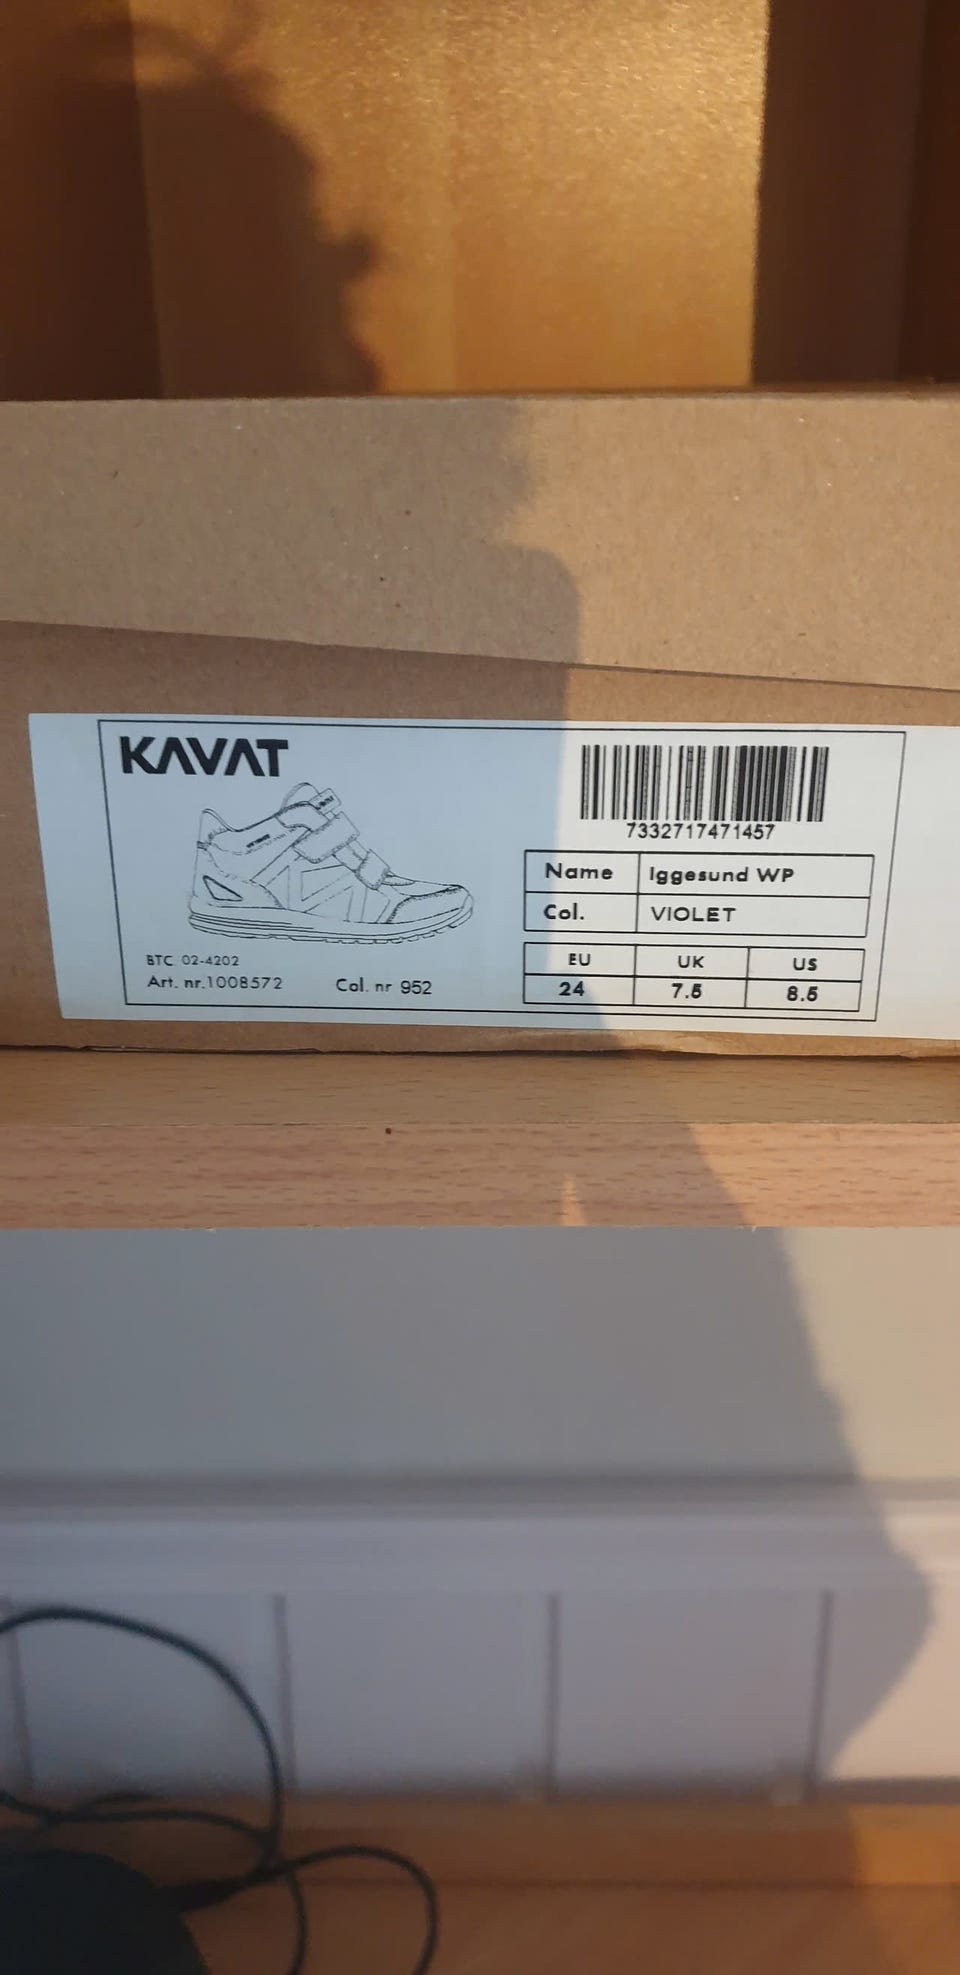 KAVAT
7332717471457
Name Iggesund WP
Col. VIOLET
BTC 02-4202
Art. nr.1008572 Col. nr 952
EU UK US
24 7.5 8.5